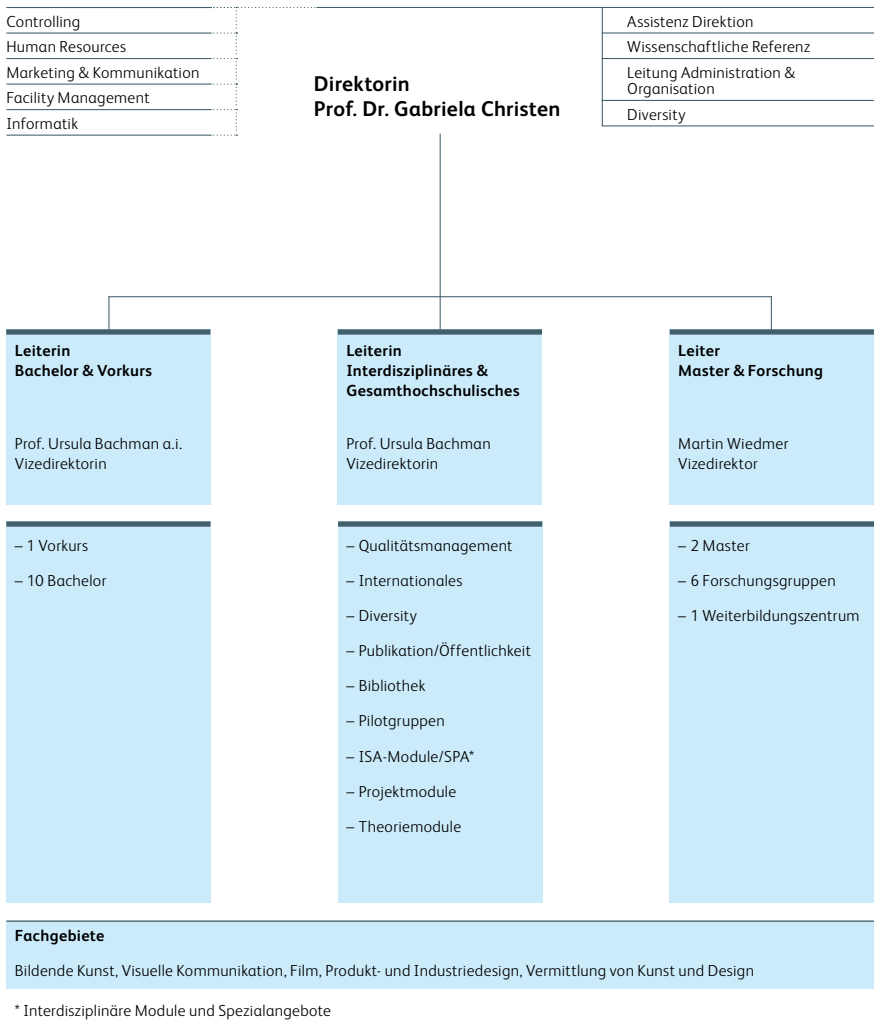 Controlling
Human Resources
Marketing & Kommunikation
Facility Management
Informatik
Direktorin
Prof. Dr. Gabriela Christen
Assistenz Direktion
Wissenschaftliche Referenz
Leitung Administration &
Organisation
Diversity
Leiterin
Bachelor & Vorkurs
Prof. Ursula Bachman a.i.
Vizedirektorin
Leiterin
Interdisziplinäres &
Gesamthochschulisches
Prof. Ursula Bachman
Vizedirektorin
Leiter
Master & Forschung
Martin Wiedmer
Vizedirektor
– 1 Vorkurs
– 10 Bachelor
– Qualitätsmanagement
– Internationales
– Diversity
– Publikation/Öffentlichkeit
– Bibliothek
– Pilotgruppen
– ISA-Module/SPA*
– Projektmodule
– Theoriemodule
– 2 Master
– 6 Forschungsgruppen
– 1 Weiterbildungszentrum
Fachgebiete
Bildende Kunst, Visuelle Kommunikation, Film, Produkt- und Industriedesign, Vermittlung von Kunst und Design
* Interdisziplinäre Module und Spezialangebote